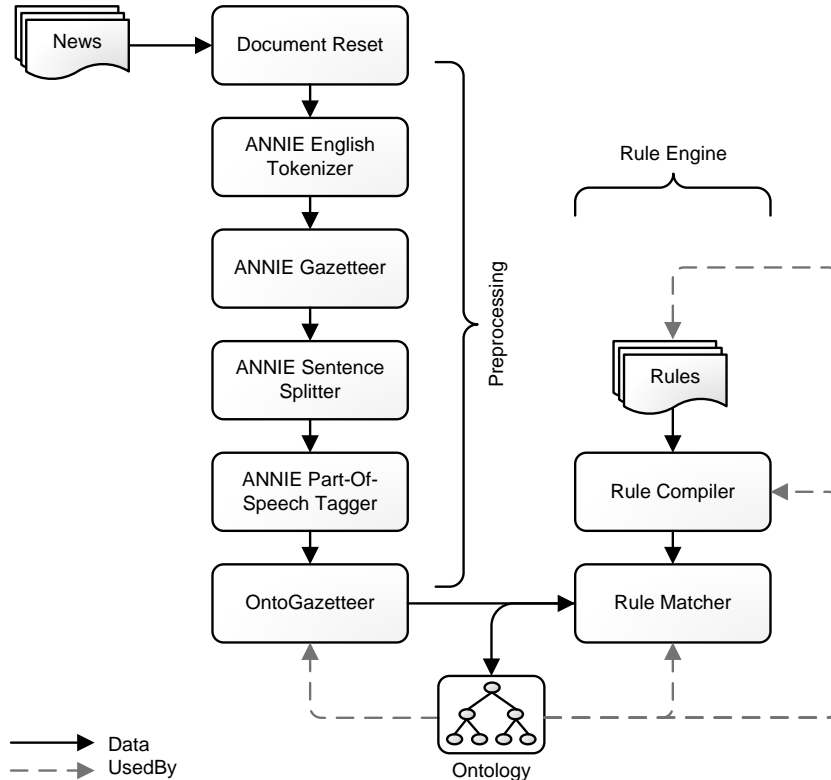 News
Document Reset
ANNIE English
Tokenizer
Rule Engine
ANNIE Gazetteer
Preprocessing
ANNIE Sentence
Splitter
Rules
ANNIE Part-Of-
Speech Tagger
Rule Compiler
OntoGazetteer
Rule Matcher
Data
UsedBy
Ontology